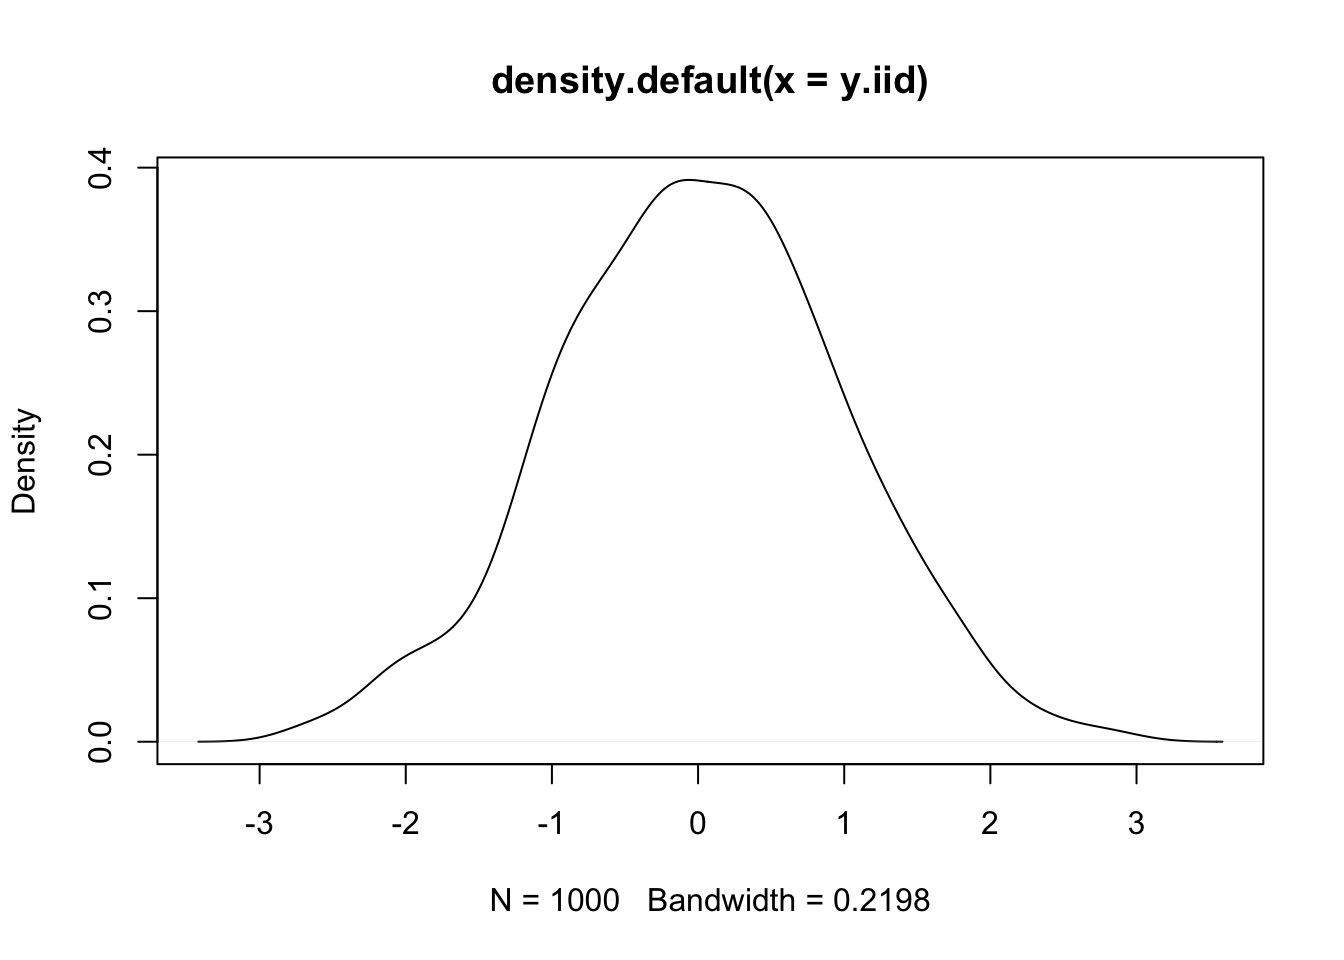 density.default(x = y.iid)
0.4
0.3
0.2
0.1
0.0
Density
-3 -2 -1 0 1 2 3
N = 1000 Bandwidth = 0.2198